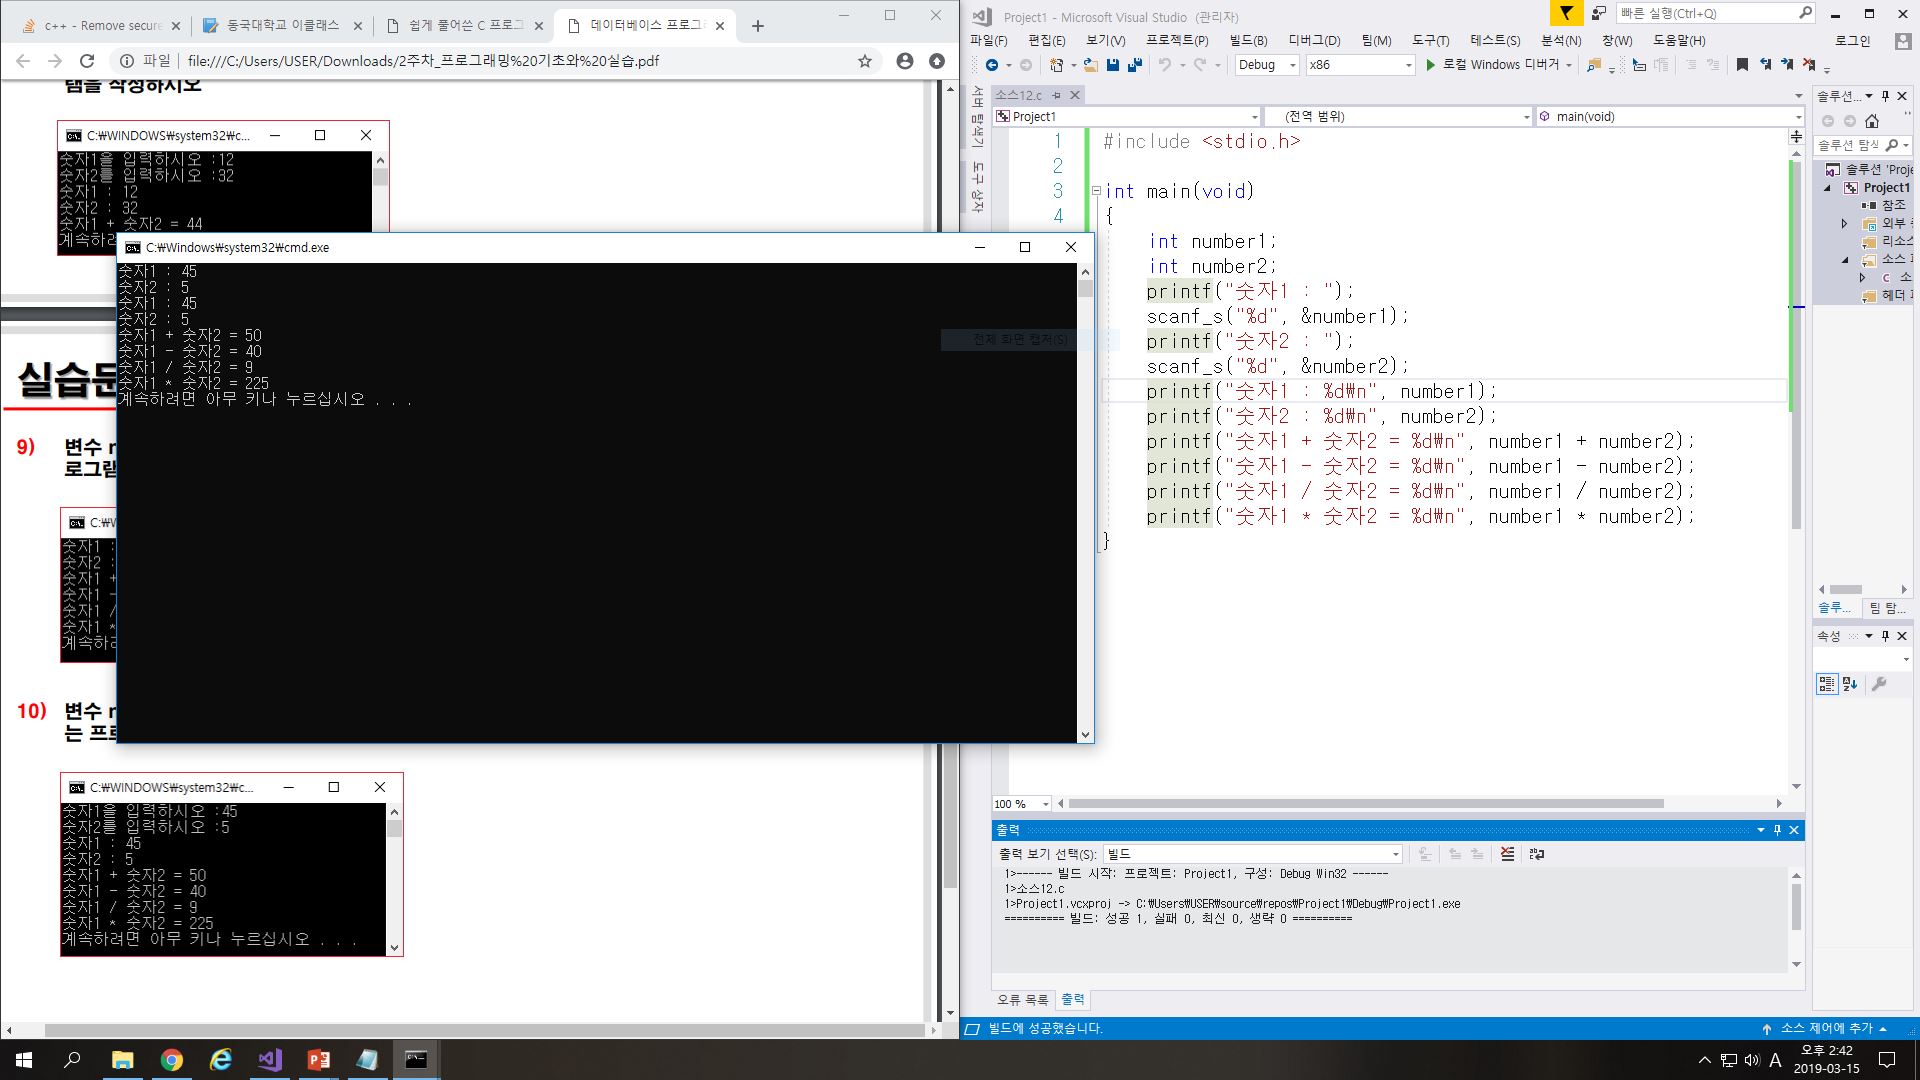 c++ - Remove secure
동국대학교 이클래스
쉽게 풀어쓴 C 프로그
데이터베이스 프로그
파일
file:///C:/Users/USER/Downloads/2주차_프로그래밍%20기초와%20실습.pdf
램을 작성하시오
C:₩WINDOWS₩system32₩c...
숫자1을 입력하시오 :12
숫자2를 입력하시오 :32
숫자1 : 12
숫자2 : 32
숫자1 + 숫자2 = 44
계속하려
C:₩Windows₩system32₩cmd.exe
숫자1 : 45
숫자2 : 5
숫자1 : 45
숫자2 : 5
숫자1 + 숫자2 = 50
숫자1 - 숫자2 = 40
숫자1 / 숫자2 = 9
숫자1 * 숫자2 = 225
계속하려면 아무 키나 누르십시오 . . .
전체 화면 캡처(S)
실습문
9) 변수 n
로그램
C:₩W
숫자1 :
숫자2 :
숫자1 +
숫자1 -
숫자1 /
숫자1 *
계속하려
10) 변수 n
는 프로
C:₩WINDOWS₩system32₩c...
숫자1을 입력하시오 :45
숫자2를 입력하시오 :5
숫자1 : 45
숫자2 : 5
숫자1 + 숫자2 = 50
숫자1 - 숫자2 = 40
숫자1 / 숫자2 = 9
숫자1 * 숫자2 = 225
계속하려면 아무 키나 누르십시오 . . .
Project1 - Microsoft Visual Studio (관리자)
빠른 실행(Ctrl+Q)
파일(F) 편집(E) 보기(V) 프로젝트(P) 빌드(B) 디버그(D) 팀(M) 도구(T) 테스트(S) 분석(N) 창(W) 도움말(H) 로그인
Debug x86 로컬 Windows 디버거
서버 탐색기
도구 상자
소스12.c
Project1 (전역 범위) main(void)
1 #include <stdio.h>
2
3 int main(void)
4 {
int number1;
int number2;
printf("숫자1 : ");
scanf_s("%d", &number1);
printf("숫자2 : ");
scanf_s("%d", &number2);
printf("숫자1 : %d₩n", number1);
printf("숫자2 : %d₩n", number2);
printf("숫자1 + 숫자2 = %d₩n", number1 + number2);
printf("숫자1 - 숫자2 = %d₩n", number1 - number2);
printf("숫자1 / 숫자2 = %d₩n", number1 / number2);
printf("숫자1 * 숫자2 = %d₩n", number1 * number2);
}
100 %
출력
출력 보기 선택(S): 빌드
1>------ 빌드 시작: 프로젝트: Project1, 구성: Debug Win32 ------
1>소스12.c
1>Project1.vcxproj -> C:₩Users₩USER₩source₩repos₩Project1₩Debug₩Project1.exe
========== 빌드: 성공 1, 실패 0, 최신 0, 생략 0 ==========
오류 목록 출력
빌드에 성공했습니다.
소스 제어에 추가
솔루션...
솔루션 탐색
솔루션 'Proje
Project1
참조
외부 
리소스
소스 파
소
헤더 파
솔루... 팀 탐...
속성
A
오후 2:42
2019-03-15